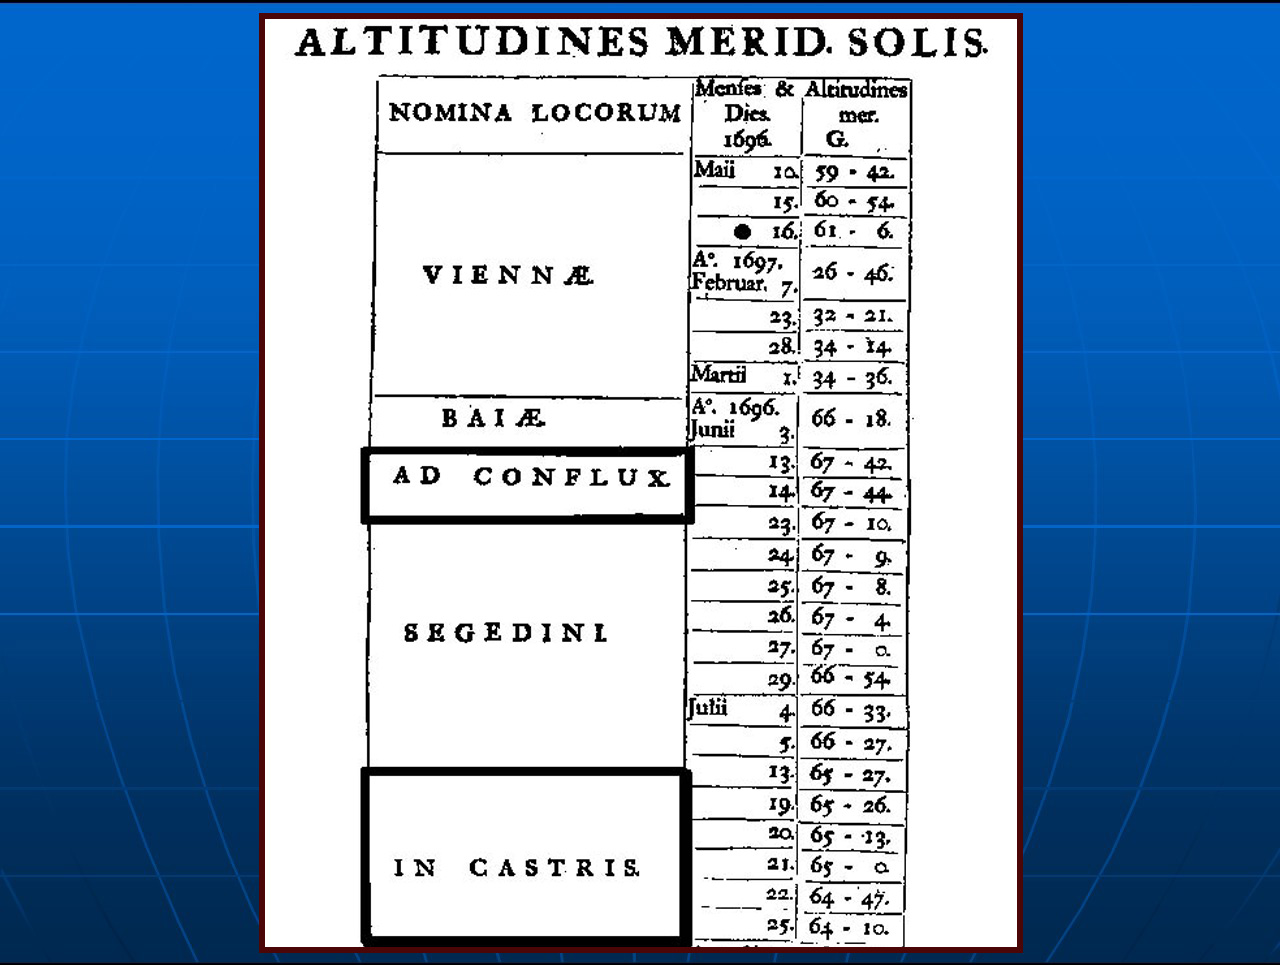 ALTITUDINES MERID. SOLIS.
NOMINA LOCORUM
Menſes & Dies. 1696.
Altitudines mer. G.
VIENNÆ
Maii 10. 59 - 42.
15. 60 - 54.
16. 61 - 6.
Aº. 1697.
Februar. 7. 26 - 46.
23. 32 - 21.
28. 34 - 14.
Martii 1. 34 - 36.
BAIÆ.
Aº. 1696.
Junii 3. 66 - 18.
AD CONFLUX.
13. 67 - 42.
14. 67 - 44.
SEGEDINI.
23. 67 - 10.
24. 67 - 9.
25. 67 - 8.
26. 67 - 4.
27. 67 - 0.
29. 66 - 54.
Julii 4. 66 - 33.
5. 66 - 27.
IN CASTRIS.
13. 65 - 27.
19. 65 - 26.
20. 65 - 13.
21. 65 - 0.
22. 64 - 47.
25. 64 - 10.